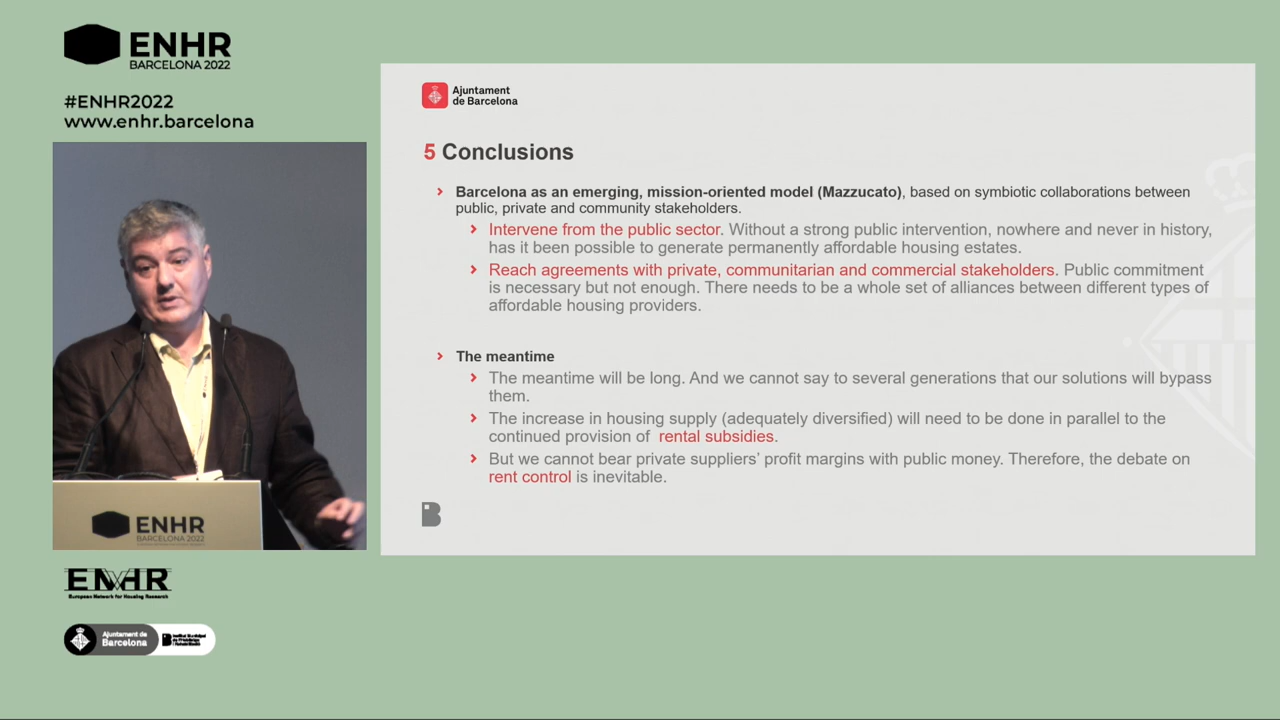 ENHR
BARCELONA 2022
#ENHR2022
www.enhr.barcelona
Ajuntament
de Barcelona
5 Conclusions
Barcelona as an emerging, mission-oriented model (Mazzucato), based on symbiotic collaborations between
public, private and community stakeholders.
Intervene from the public sector. Without a strong public intervention, nowhere and never in history,
has it been possible to generate permanently affordable housing estates.
Reach agreements with private, communitarian and commercial stakeholders. Public commitment
is necessary but not enough. There needs to be a whole set of alliances between different types of
affordable housing providers.
The meantime
The meantime will be long. And we cannot say to several generations that our solutions will bypass
them.
The increase in housing supply (adequately diversified) will need to be done in parallel to the
continued provision of rental subsidies.
But we cannot bear private suppliers' profit margins with public money. Therefore, the debate on
rent control is inevitable.
B
ENHR
BARCELONA 2022
ENHR
European Network for Housing Research
Ajuntament de
Barcelona